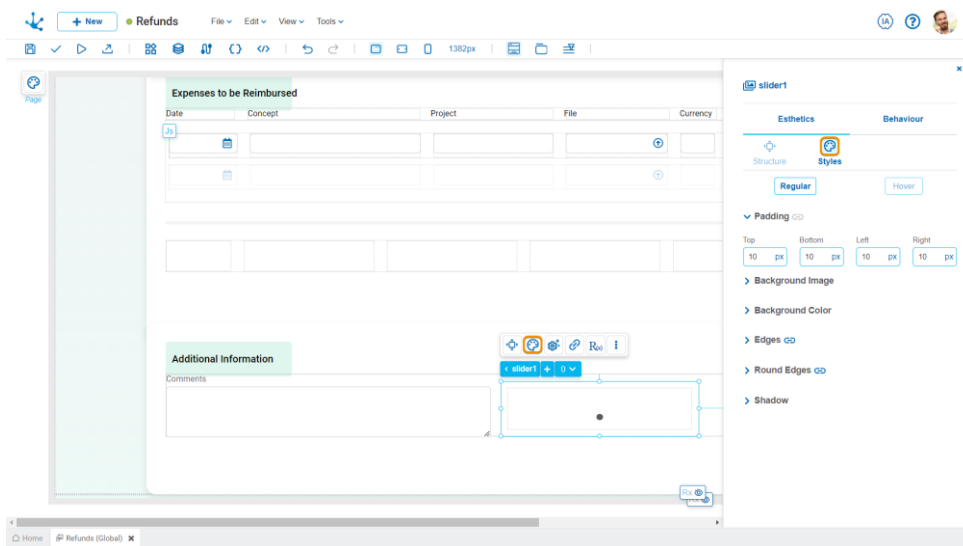 + New
Refunds
File
Edit
View
Tools
IA
?
1382px
Page
slider1
Expenses to be Reimbursed
Esthetics
Behaviour
Date
Concept
Project
File
Currency
Js
Structure
Styles
Regular
Hover
Padding
Top
Bottom
Left
Right
10 px
10 px
10 px
10 px
Background Image
Background Color
Edges
Round Edges
Shadow
R(x)
Additional Information
slider1 + 0
Comments
Rx
Home
Refunds (Global)